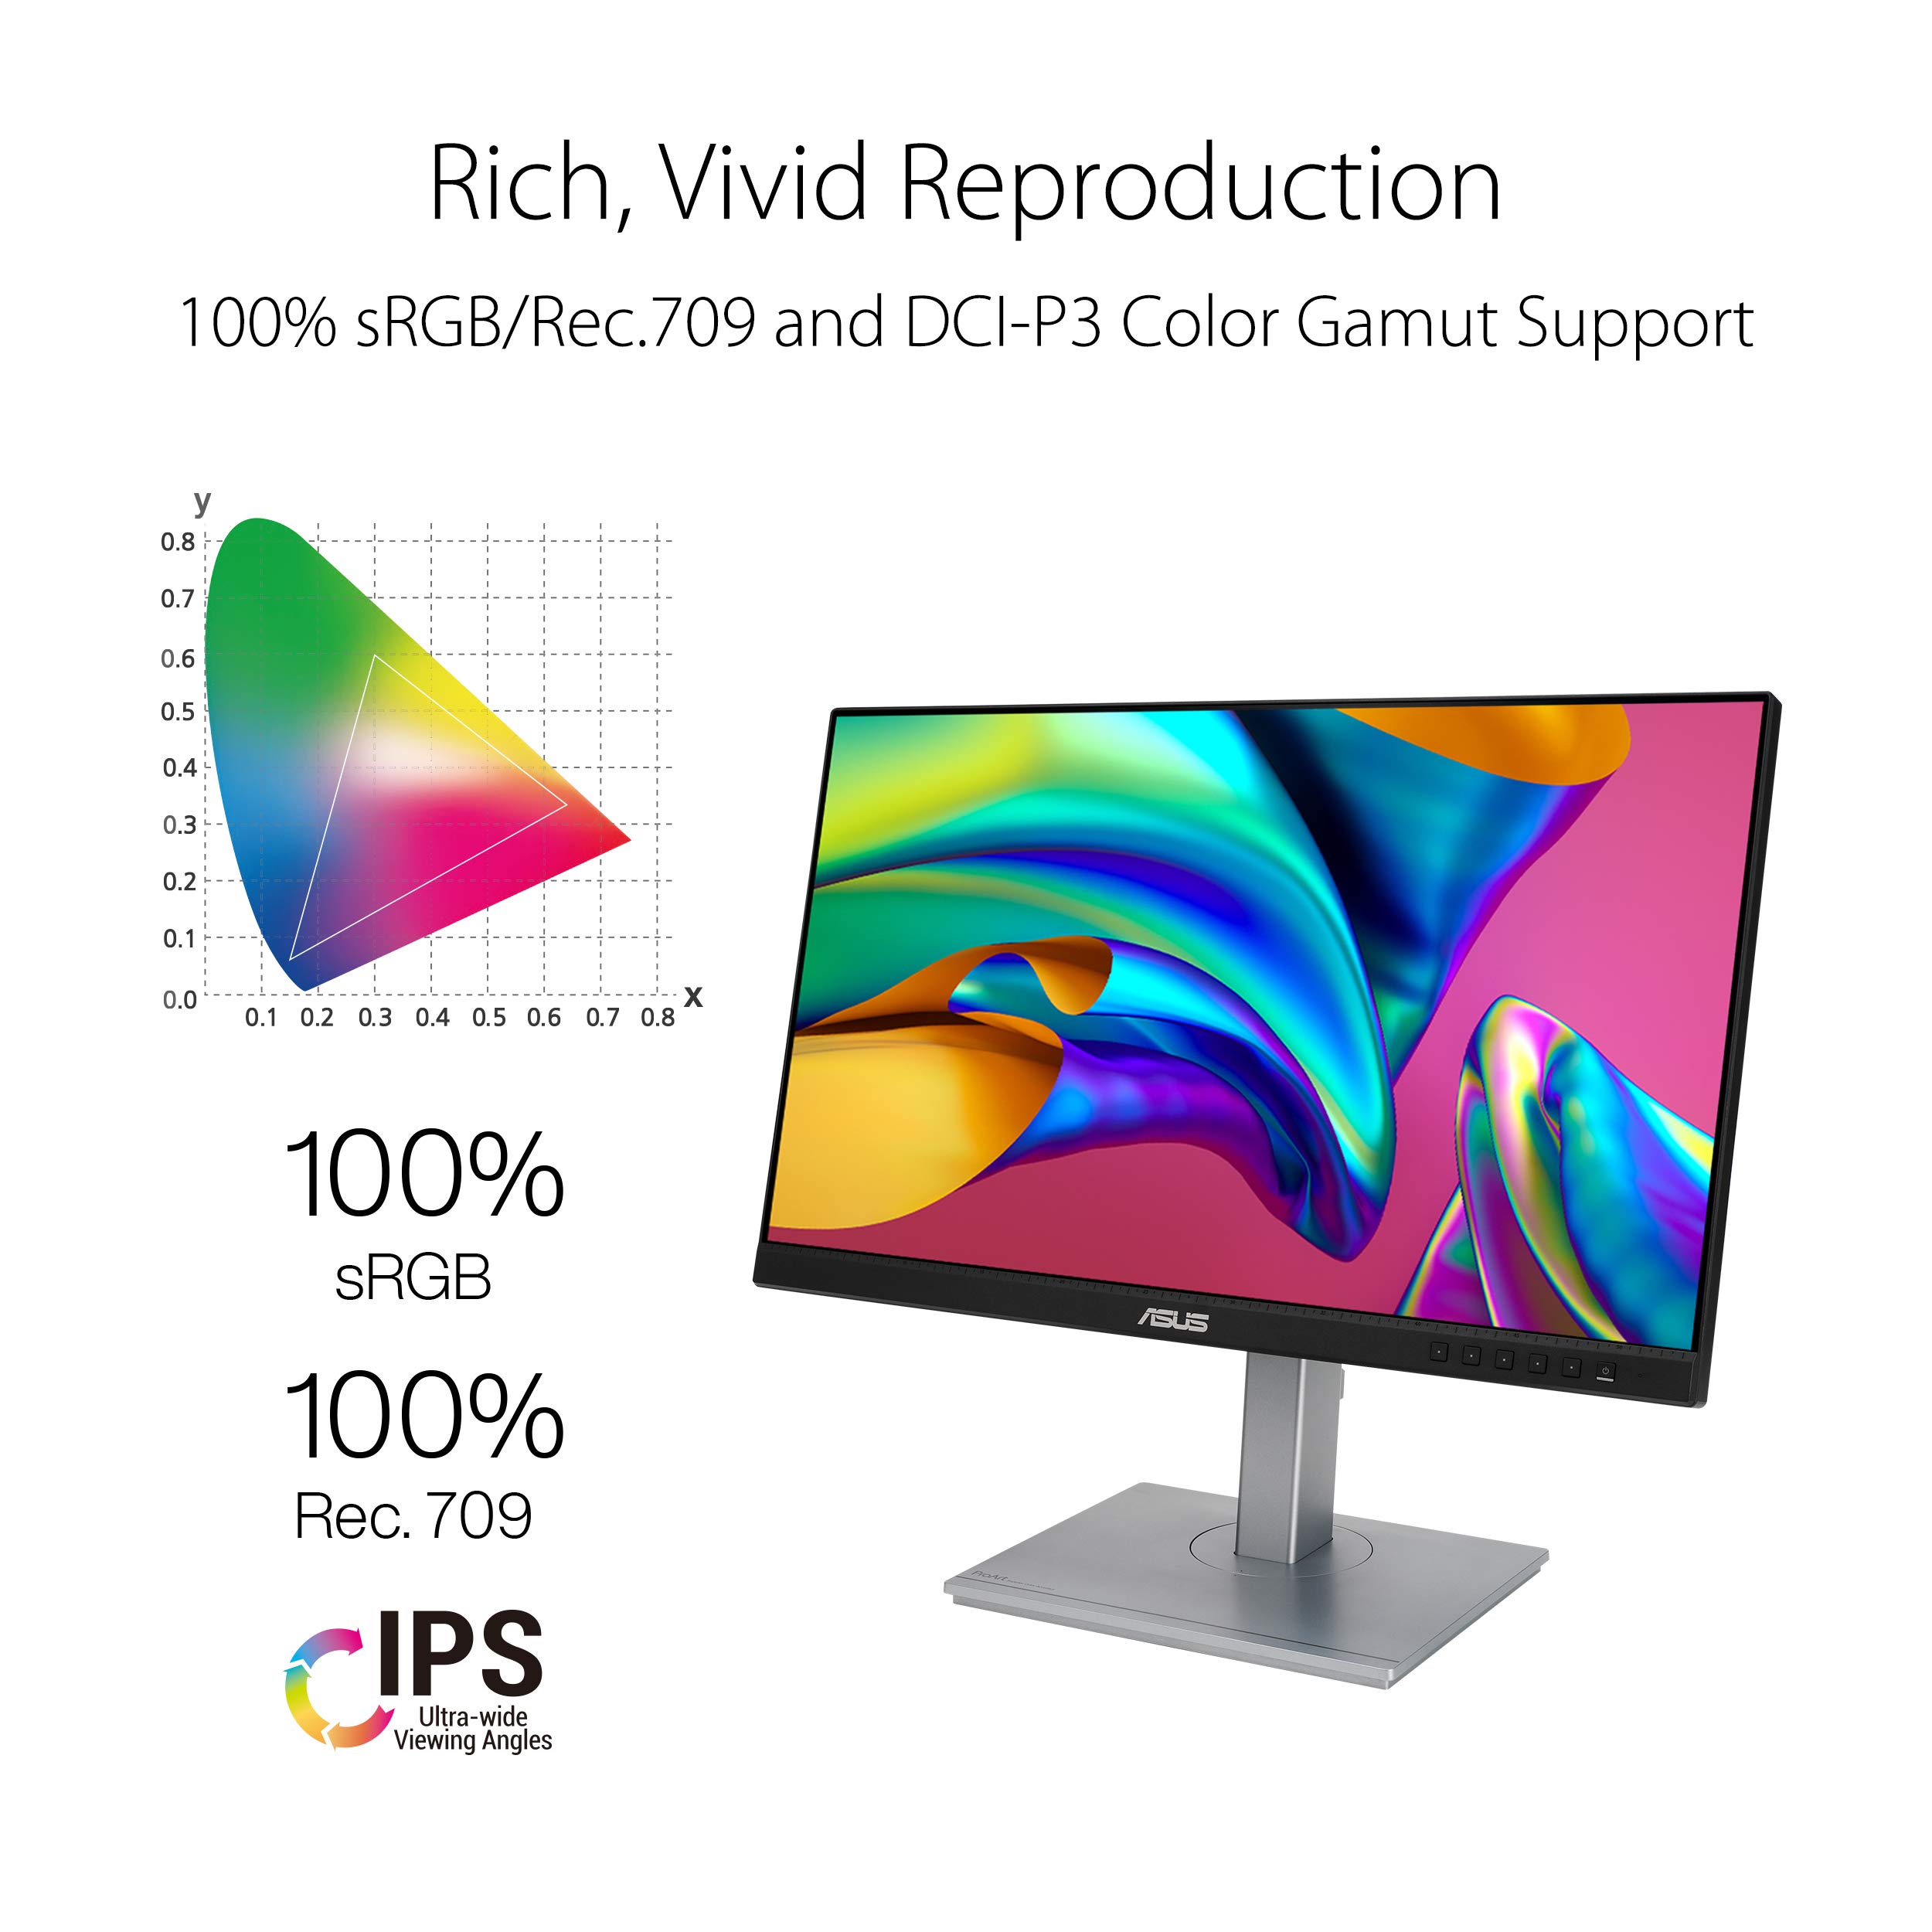 Rich, Vivid Reproduction
100% sRGB/Rec.709 and DCI-P3 Color Gamut Support
y
0.8
0.7
0.6
0.5
0.4
0.3
0.2
0.1
0.0
0.1 0.2 0.3 0.4 0.5 0.6 0.7 0.8 x
100%
sRGB
100%
Rec. 709
IPS
Ultra-wide
Viewing Angles
ASUS
ProArt